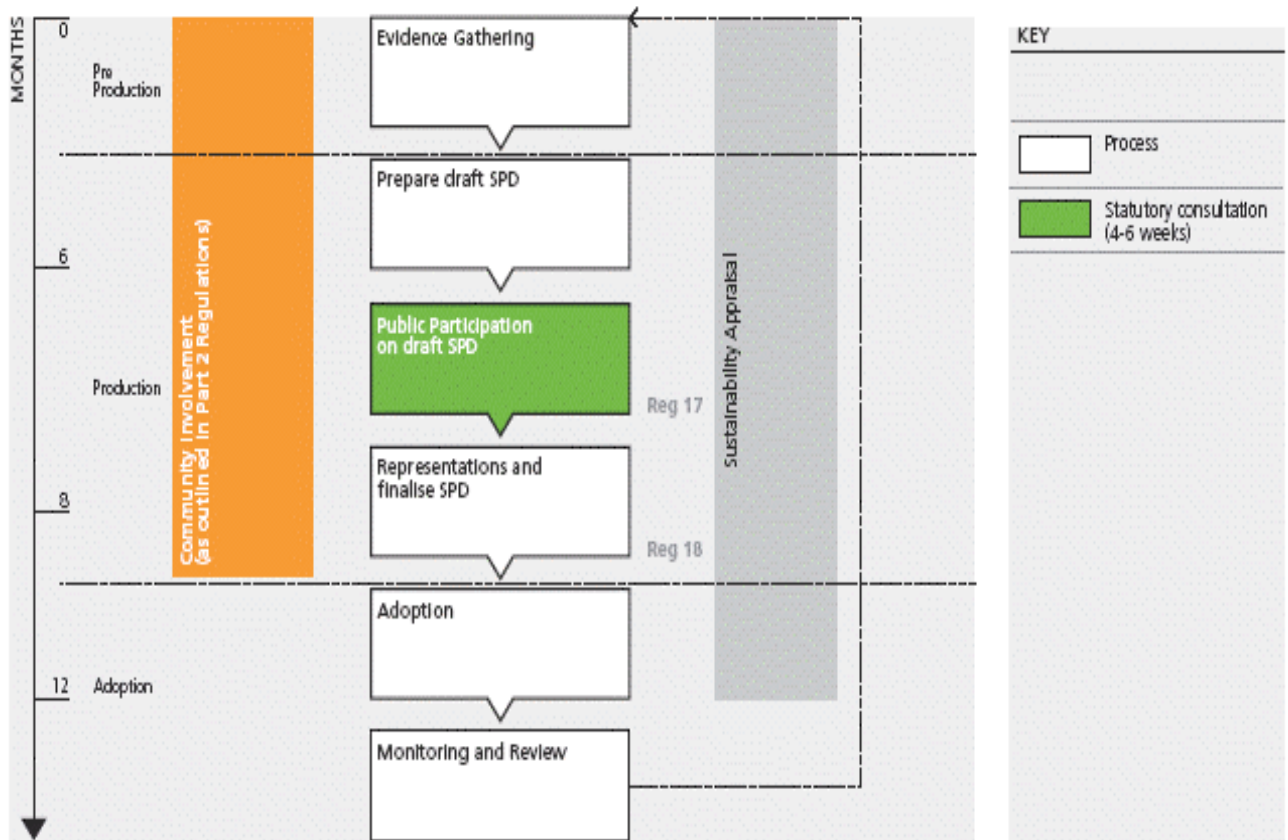 MONTHS
0
6
8
12
Pre
Production
Production
Adoption
Community Involvement
(as outlined in Part 2 Regulations)
Evidence Gathering
Prepare draft SPD
Public Participation
on draft SPD
Reg 17
Representations and
finalise SPD
Reg 18
Adoption
Monitoring and Review
Sustainability Appraisal
KEY
Process
Statutory consultation
(4-6 weeks)